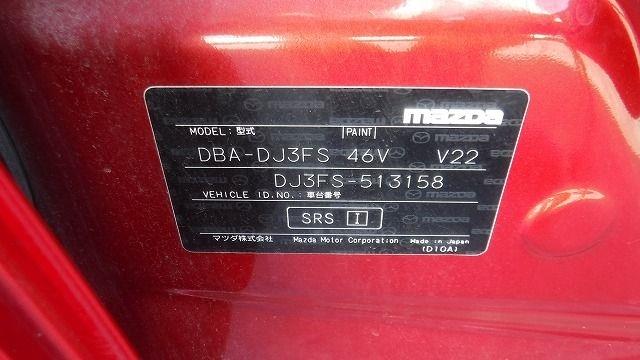 mazda
MODEL: 型式 PAINT
DBA-DJ3FS 46V V22
DJ3FS-513158
VEHICLE ID.NO.: 車台番号
SRS I
マツダ株式会社 Mazda Motor Corporation Made in Japan
(D10A)